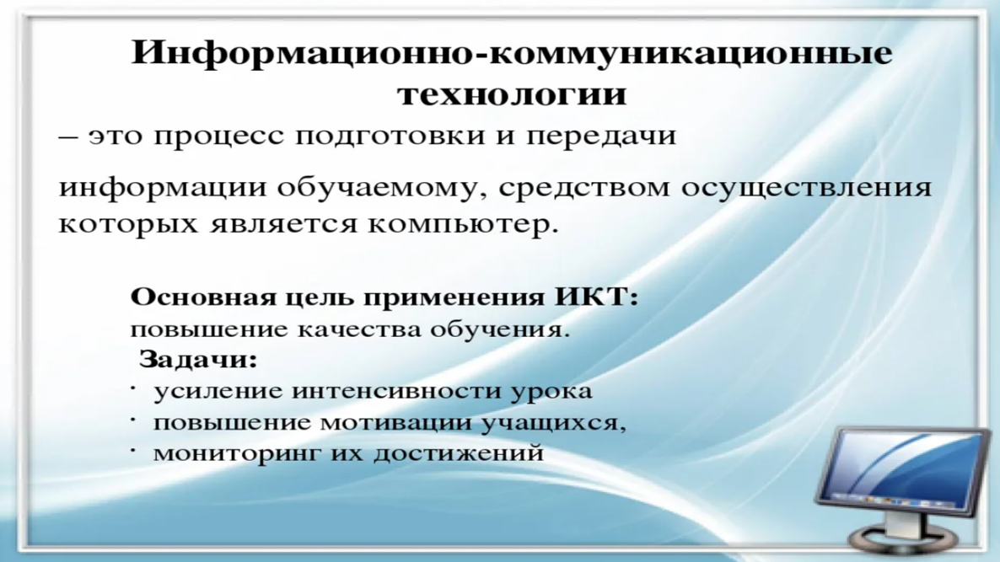 Информационно-коммуникационные
технологии
– это процесс подготовки и передачи
информации обучаемому, средством осуществления
которых является компьютер.
Основная цель применения ИКТ:
повышение качества обучения.
Задачи:
· усиление интенсивности урока
· повышение мотивации учащихся,
· мониторинг их достижений